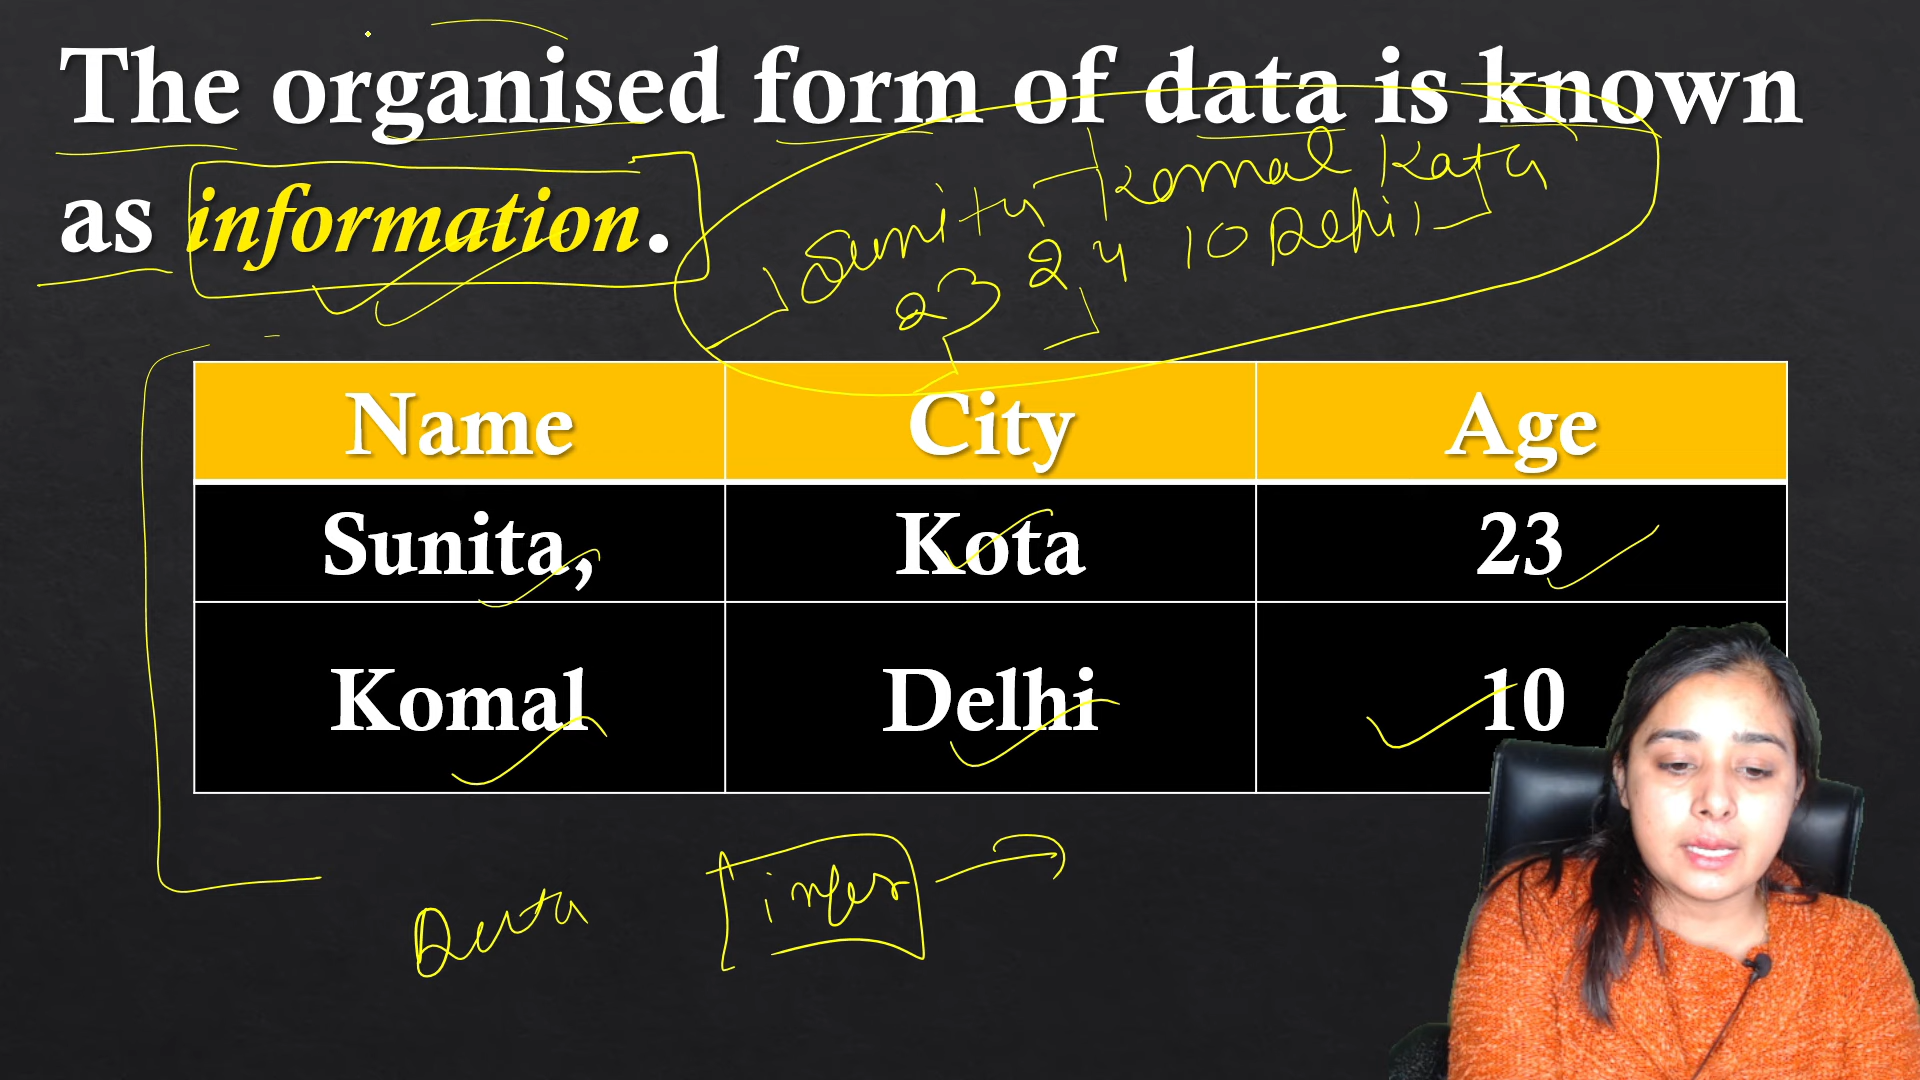 The organised form of data is known
as information.
Sunita Komal Kota
23 24 10 Delhi
Name City Age
Sunita, Kota 23
Komal Delhi 10
Data